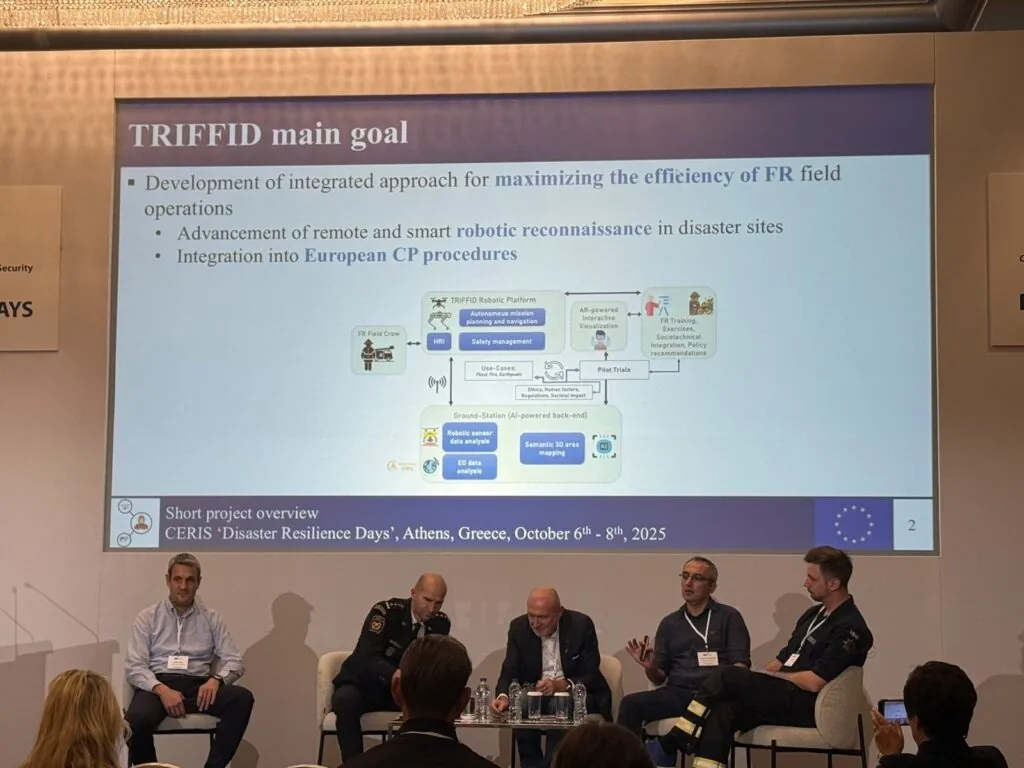 TRIFFID main goal
▪ Development of integrated approach for maximizing the efficiency of FR field
operations
• Advancement of remote and smart robotic reconnaissance in disaster sites
• Integration into European CP procedures
TRIFFID Robotic Platform
Autonomous mission
planning and navigation
HRI
Safety management
AR-powered
Interactive
Visualization
FR Training,
Exercises,
Sociotechnical
Integration, Policy
recommendations
FR Field Crew
Use-Cases:
Flood, Fire, Earthquake
Pilot Trials
Ethics, Human factors,
Regulations, Societal impact
Ground-Station (AI-powered back-end)
Robotic sensor
data analysis
EO data
analysis
Semantic 3D area
mapping
Short project overview
CERIS 'Disaster Resilience Days', Athens, Greece, October 6th - 8th, 2025
2
Security
AYS